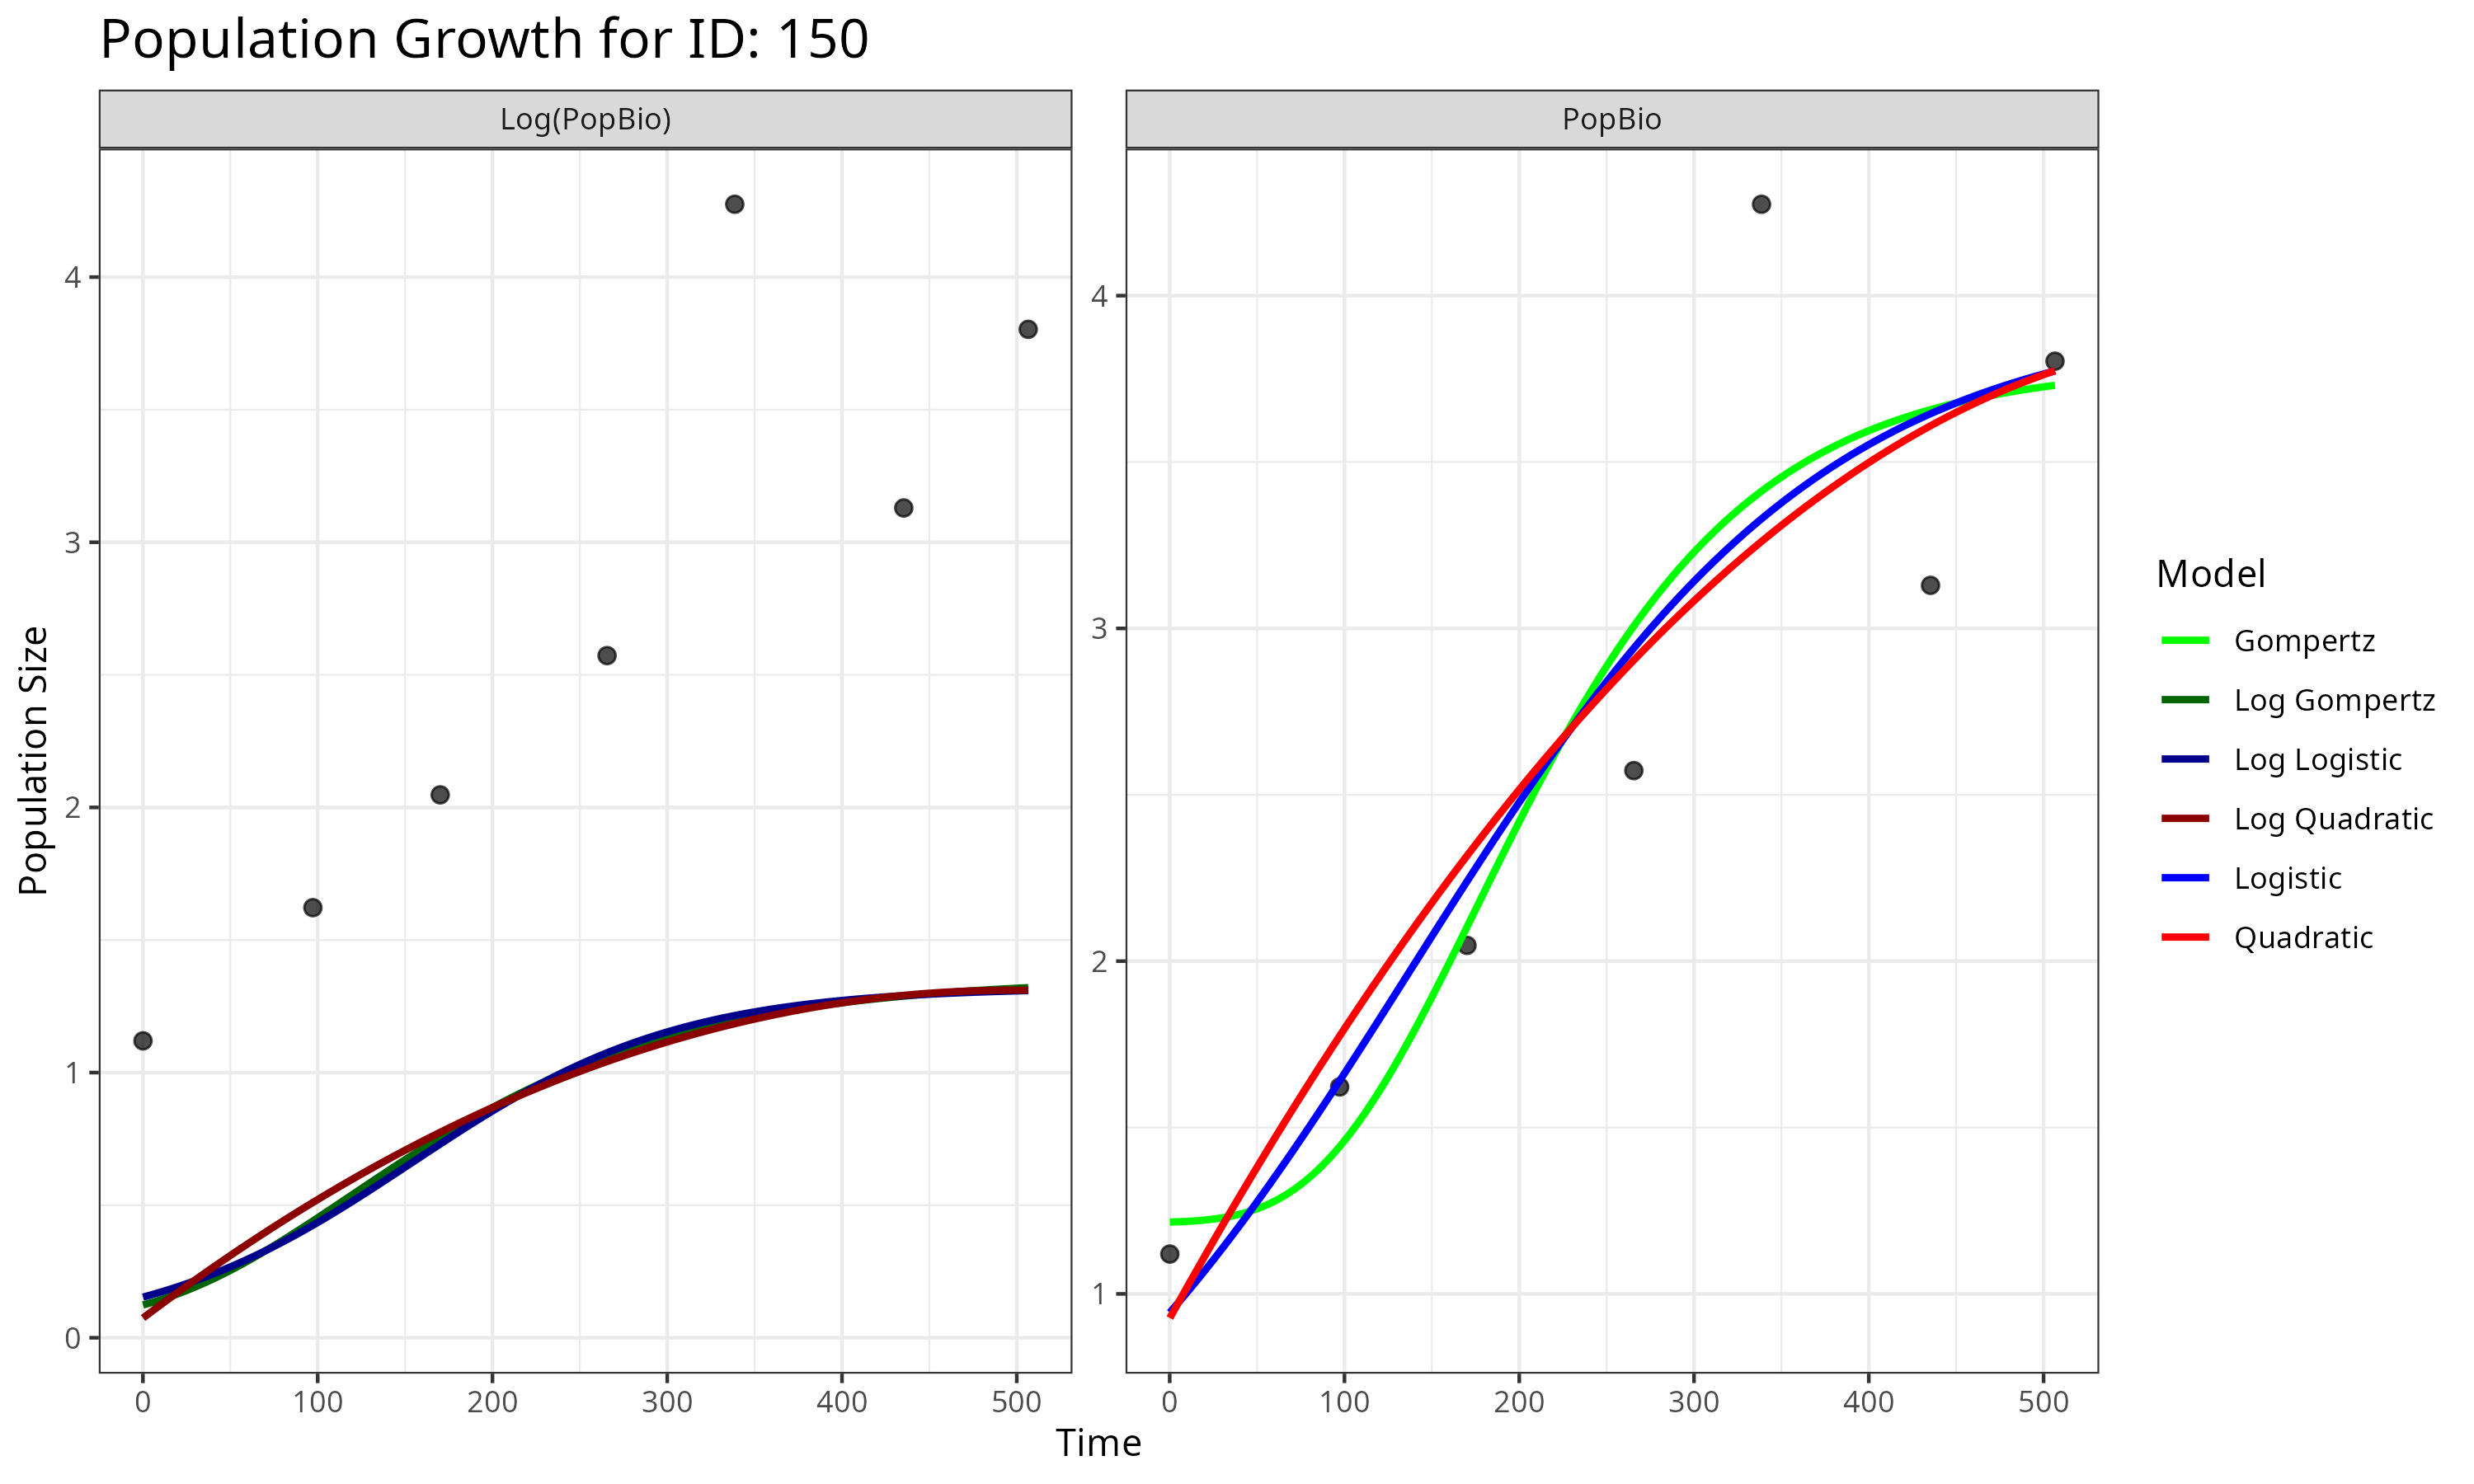 Population Growth for ID: 150
Log(PopBio)
PopBio
Population Size
4
3
2
1
0
4
3
2
1
0 100 200 300 400 500
0 100 200 300 400 500
Time
Model
Gompertz
Log Gompertz
Log Logistic
Log Quadratic
Logistic
Quadratic